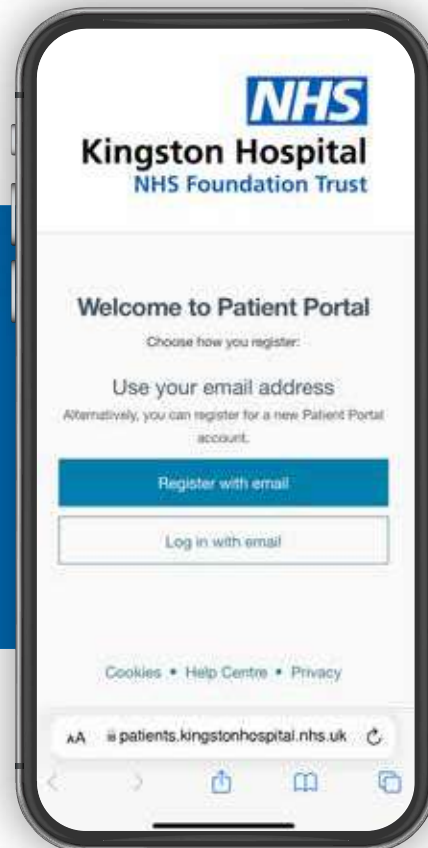 NHS
Kingston Hospital
NHS Foundation Trust
Welcome to Patient Portal
Choose how you register:
Use your email address
Alternatively, you can register for a new Patient Portal
account.
Register with email
Log in with email
Cookies • Help Centre • Privacy
AA patients.kingstonhospital.nhs.uk